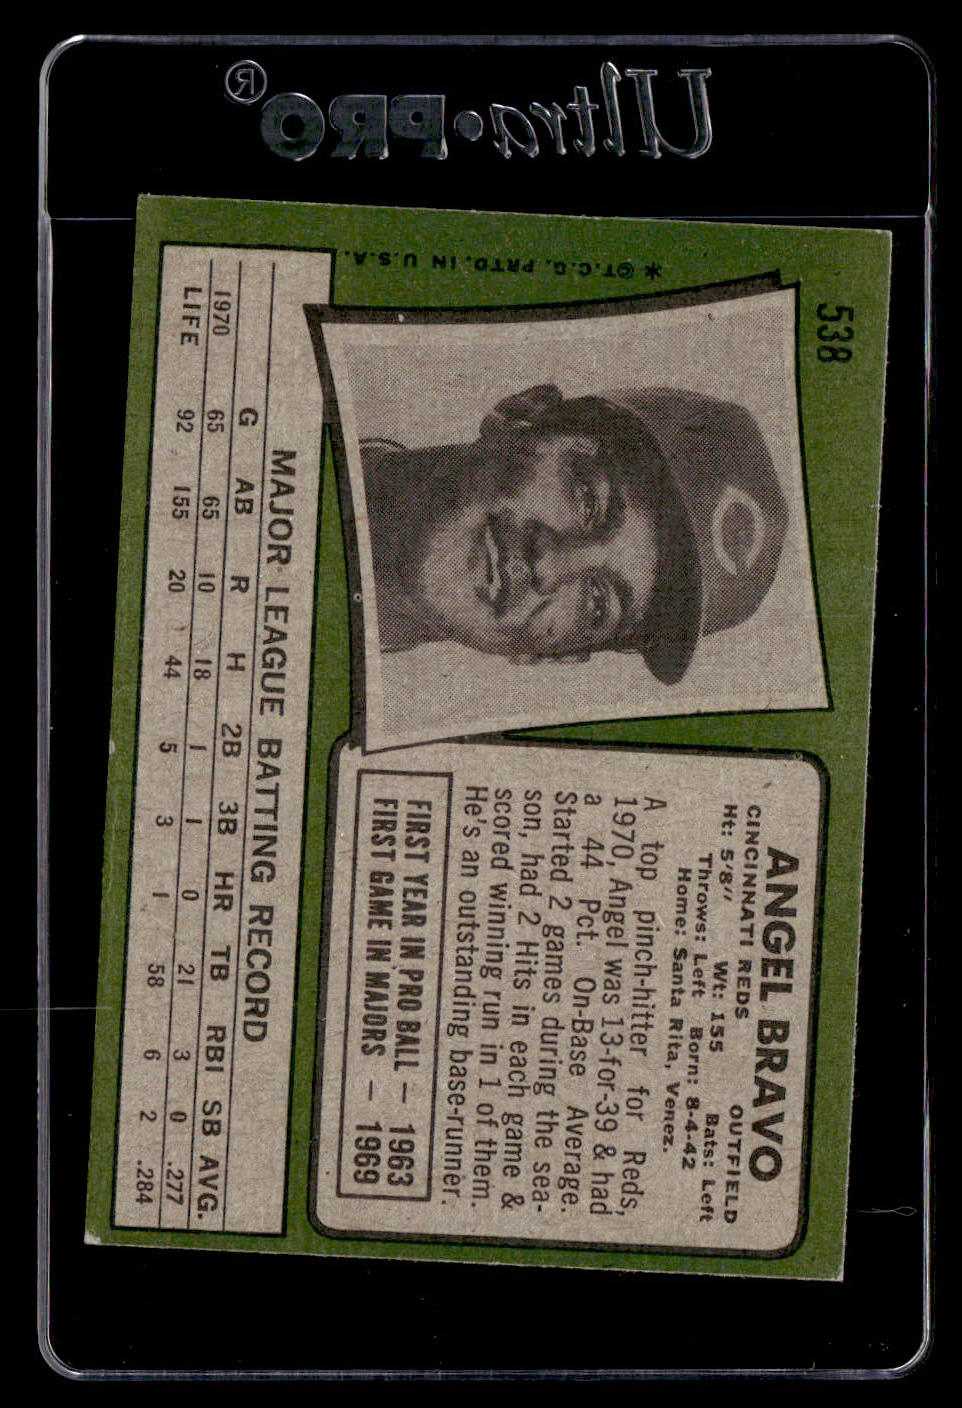 Ultra•PRO®
538
* ©T.C.G. PRTD. IN U.S.A.
ANGEL BRAVO
CINCINNATI REDS OUTFIELD
Ht: 5'8" Wt: 155 Bats: Left
Throws: Left Born: 8-4-42
Home: Santa Rita, Venez.
A top pinch-hitter for Reds,
1970, Angel was 13-for-39 & had
a 44 Pct. On-Base Average.
Started 2 games during the sea-
son, had 2 Hits in each game &
scored winning run in 1 of them.
He's an outstanding base-runner.
FIRST YEAR IN PRO BALL — 1963
FIRST GAME IN MAJORS — 1969
MAJOR LEAGUE BATTING RECORD
G AB R H 2B 3B HR TB RBI SB AVG.
1970 65 65 10 18 1 1 0 21 3 0 .277
LIFE 92 155 20 44 5 3 1 58 6 2 .284